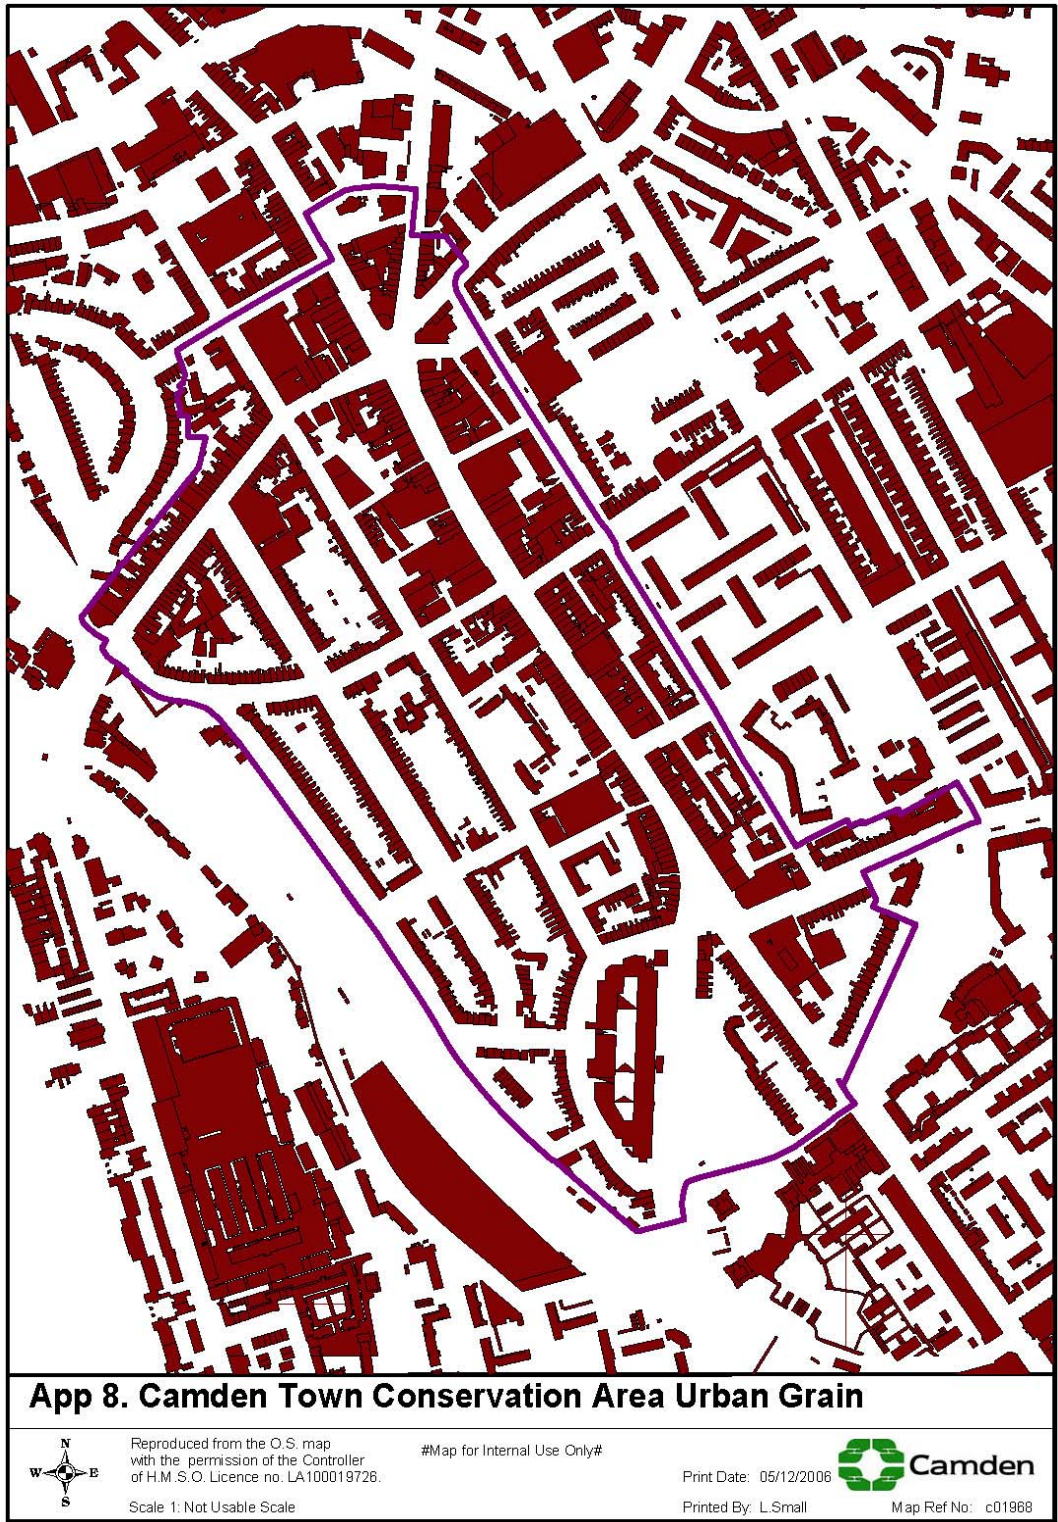 App 8. Camden Town Conservation Area Urban Grain
N
W E
S
Reproduced from the O.S. map
with the permission of the Controller
of H.M.S.O. Licence no. LA100019726.
Scale 1: Not Usable Scale
#Map for Internal Use Only#
Print Date: 05/12/2006
Printed By: L.Small
Camden
Map Ref No: c01968